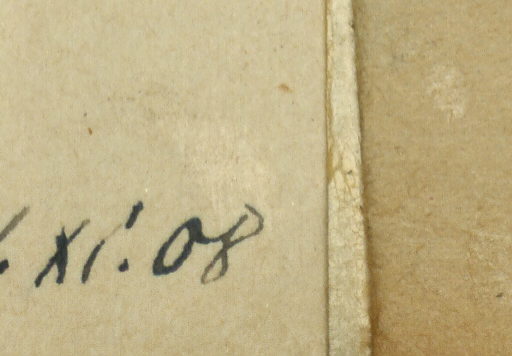 . XI. 08